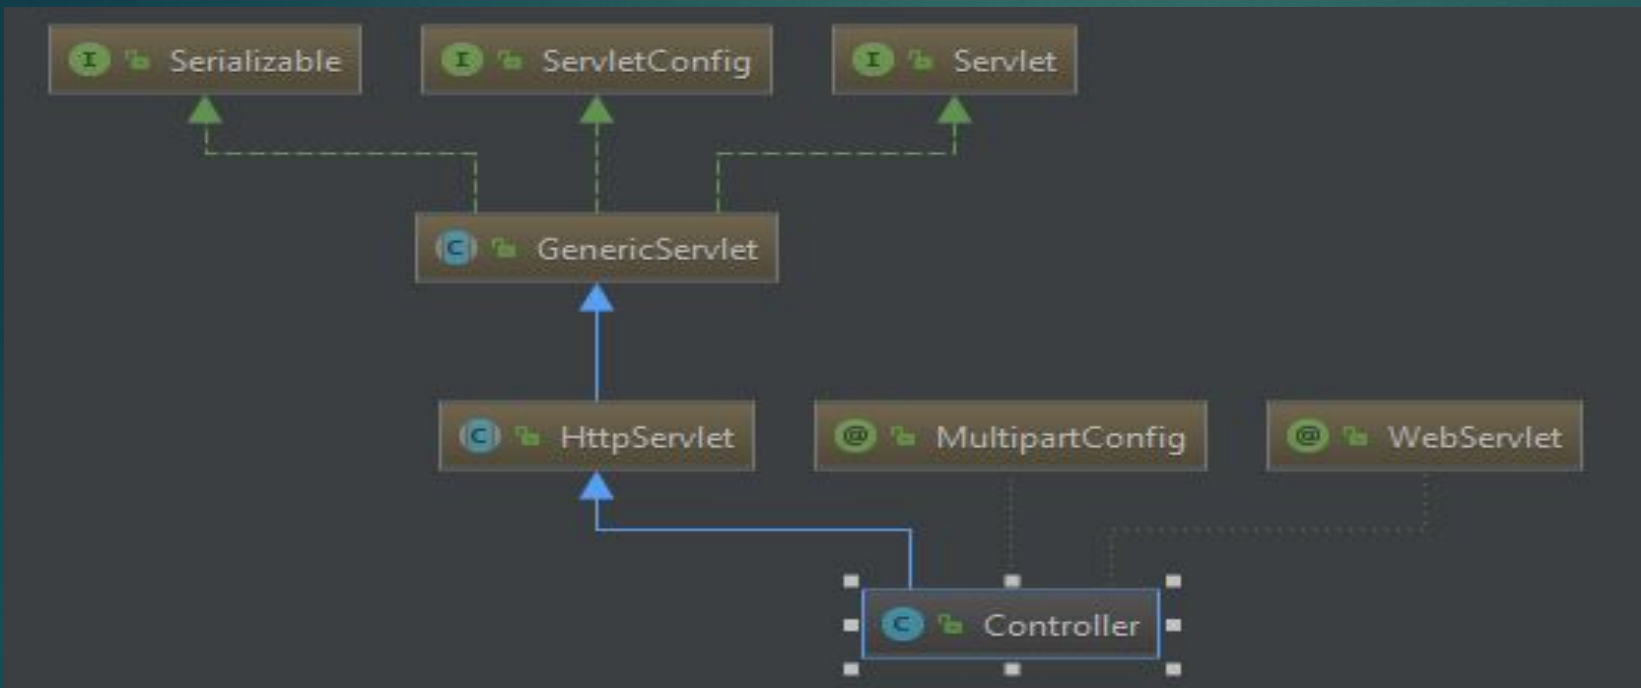 I Serializable
I ServletConfig
I Servlet
C GenericServlet
C HttpServlet
@ MultipartConfig
@ WebServlet
C Controller